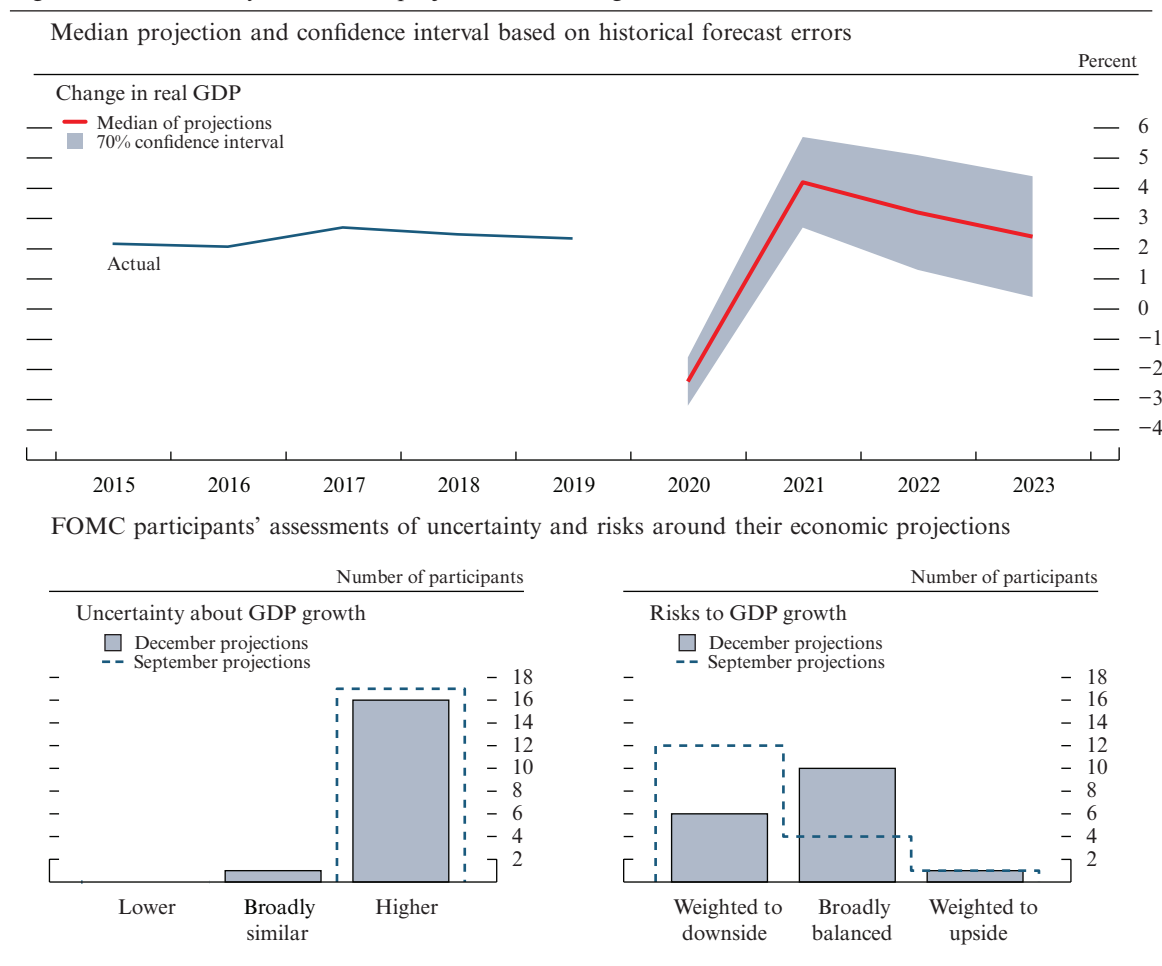 Median projection and confidence interval based on historical forecast errors
Percent
Change in real GDP
Median of projections
70% confidence interval
Actual
6
5
4
3
2
1
0
−1
−2
−3
−4
2015 2016 2017 2018 2019 2020 2021 2022 2023
FOMC participants’ assessments of uncertainty and risks around their economic projections
Number of participants
Uncertainty about GDP growth
December projections
September projections
18
16
14
12
10
8
6
4
2
Lower Broadly similar Higher
Number of participants
Risks to GDP growth
December projections
September projections
18
16
14
12
10
8
6
4
2
Weighted to downside Broadly balanced Weighted to upside